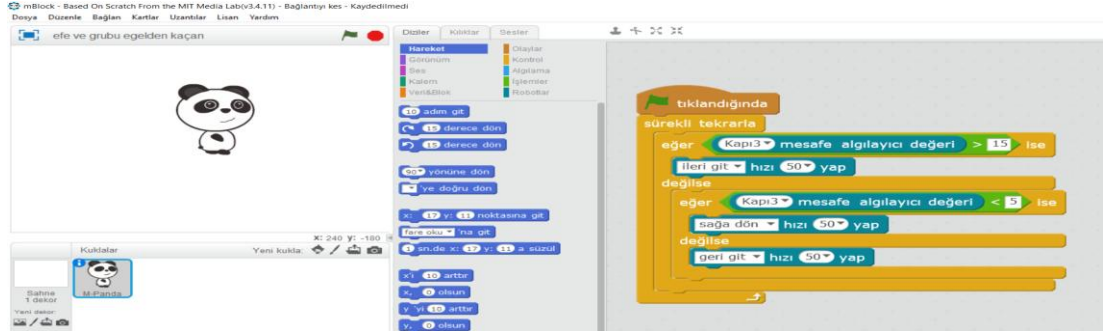 mBlock - Based On Scratch From the MIT Media Lab(v3.4.11) - Bağlantıyı kes - Kaydedilmedi
Dosya Düzenle Bağlan Kartlar Uzantılar Lisan Yardım
efe ve grubu egelden kaçan
X: 240 y: -180
Kuklalar
Yeni kukla:
Sahne
1 dekor
M-Panda
Yeni dekor:
Diziler Kılıklar Sesler
Hareket Olaylar
Görünüm Kontrol
Ses Algılama
Kalem İşlemler
Veri&Blok Robotlar
10 adım git
15 derece dön
15 derece dön
90 yönüne dön
'ye doğru dön
x: 17 y: 11 noktasına git
fare oku 'na git
1 sn.de x: 17 y: 11 a süzül
x'i 10 arttır
x, 0 olsun
y 'yi 10 arttır
y, 0 olsun
tıklandığında
sürekli tekrarla
eğer Kapı3 mesafe algılayıcı değeri > 15 ise
ileri git hızı 50 yap
değilse
eğer Kapı3 mesafe algılayıcı değeri < 5 ise
sağa dön hızı 50 yap
değilse
geri git hızı 50 yap